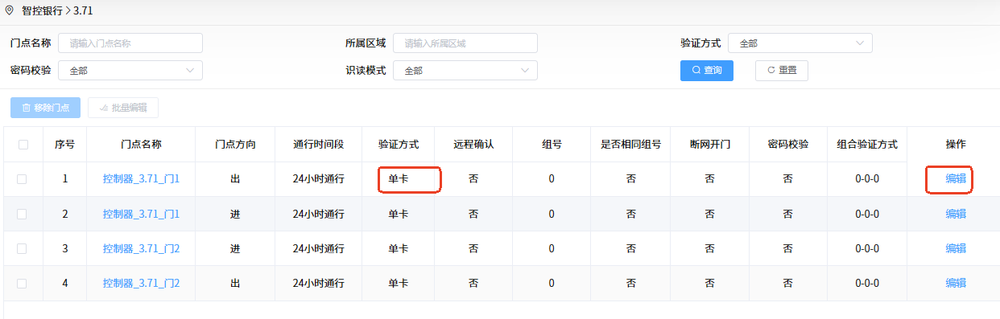 智控银行 > 3.71
门点名称 请输入门点名称 所属区域 请输入所属区域 验证方式 全部
密码校验 全部 识读模式 全部 查询 重置
移除门点 批量编辑
序号 门点名称 门点方向 通行时间段 验证方式 远程确认 组号 是否相同组号 断网开门 密码校验 组合验证方式 操作
1 控制器_3.71_门1 出 24小时通行 单卡 否 0 否 否 否 0-0-0 编辑
2 控制器_3.71_门1 进 24小时通行 单卡 否 0 否 否 否 0-0-0 编辑
3 控制器_3.71_门2 进 24小时通行 单卡 否 0 否 否 否 0-0-0 编辑
4 控制器_3.71_门2 出 24小时通行 单卡 否 0 否 否 否 0-0-0 编辑